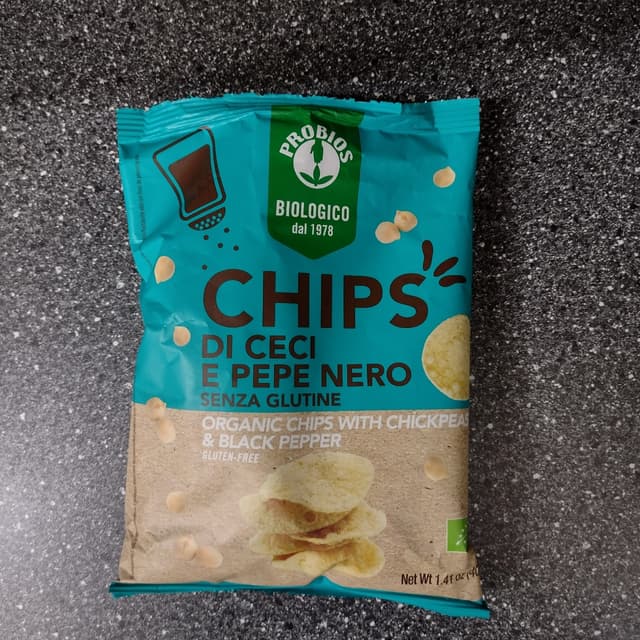 PROBIOS
BIOLOGICO
dal 1978
CHIPS
DI CECI
E PEPE NERO
SENZA GLUTINE
ORGANIC CHIPS WITH CHICKPEAS
& BLACK PEPPER
GLUTEN-FREE
Net Wt 1.41 oz